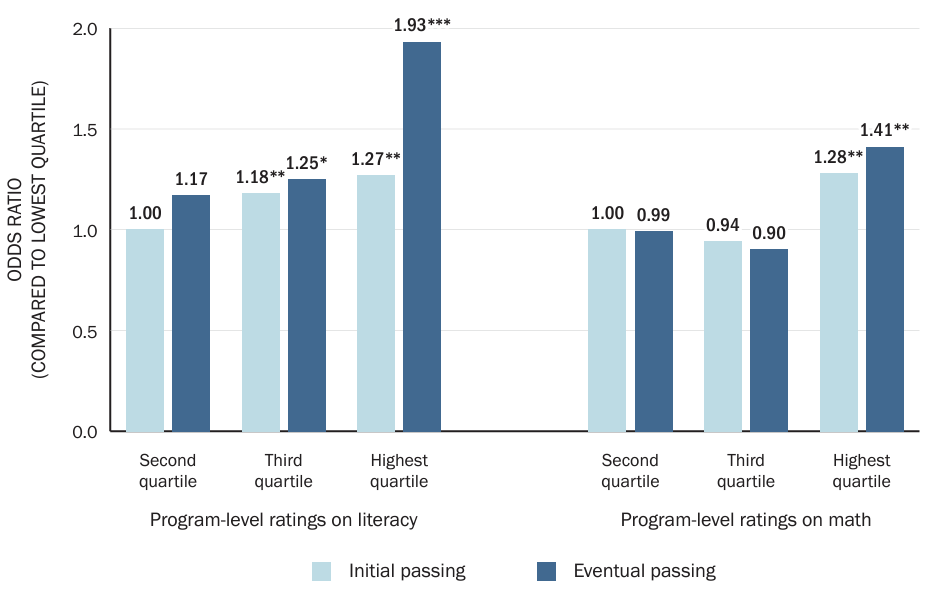 ODDS RATIO
(COMPARED TO LOWEST QUARTILE)
2.0
1.5
1.0
0.5
0.0
1.00
1.17
1.18**
1.25*
1.27**
1.93***
1.00
0.99
0.94
0.90
1.28**
1.41**
Second
quartile
Third
quartile
Highest
quartile
Second
quartile
Third
quartile
Highest
quartile
Program-level ratings on literacy
Program-level ratings on math
Initial passing
Eventual passing